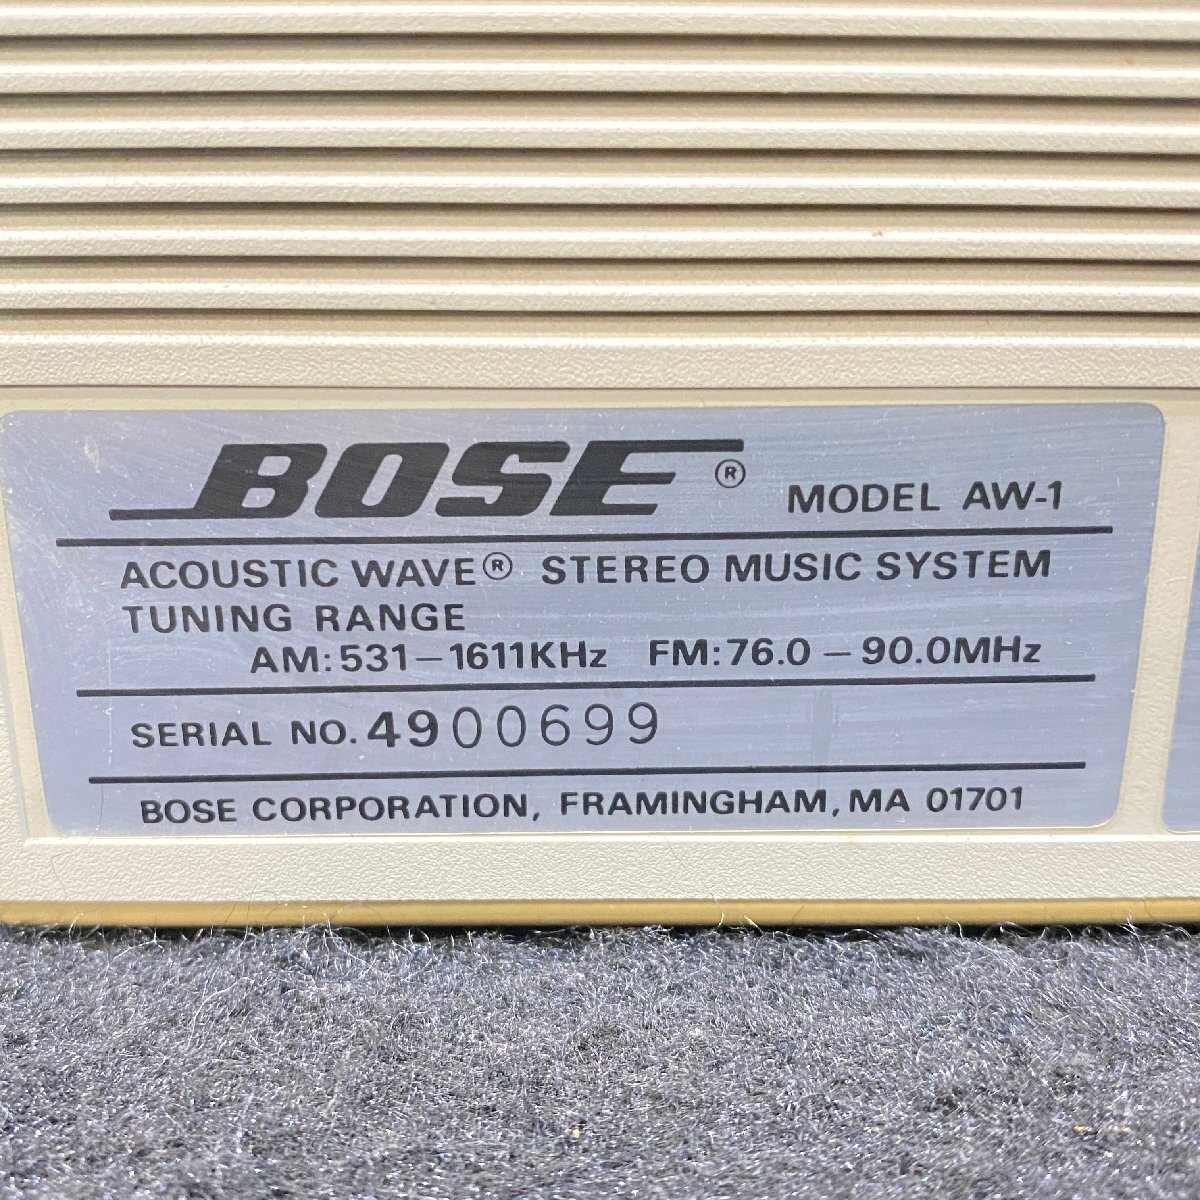 BOSE® MODEL AW-1
ACOUSTIC WAVE® STEREO MUSIC SYSTEM
TUNING RANGE
AM:531–1611KHz FM:76.0–90.0MHz
SERIAL NO. 4900699
BOSE CORPORATION, FRAMINGHAM, MA 01701